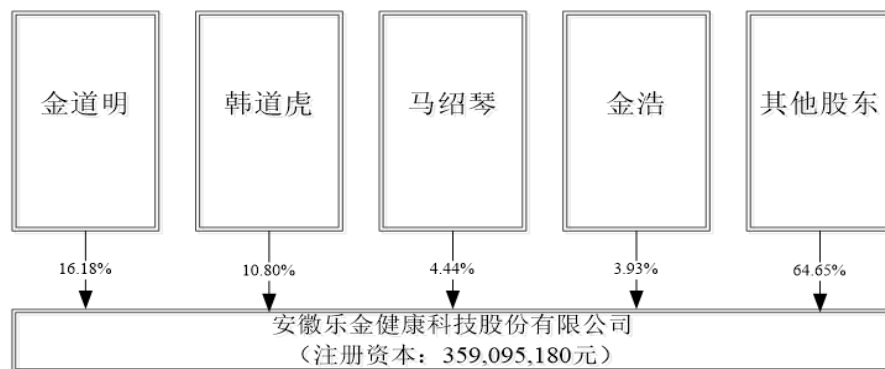 金道明
韩道虎
马绍琴
金浩
其他股东
16.18%
10.80%
4.44%
3.93%
64.65%
安徽乐金健康科技股份有限公司
（注册资本：359,095,180元）